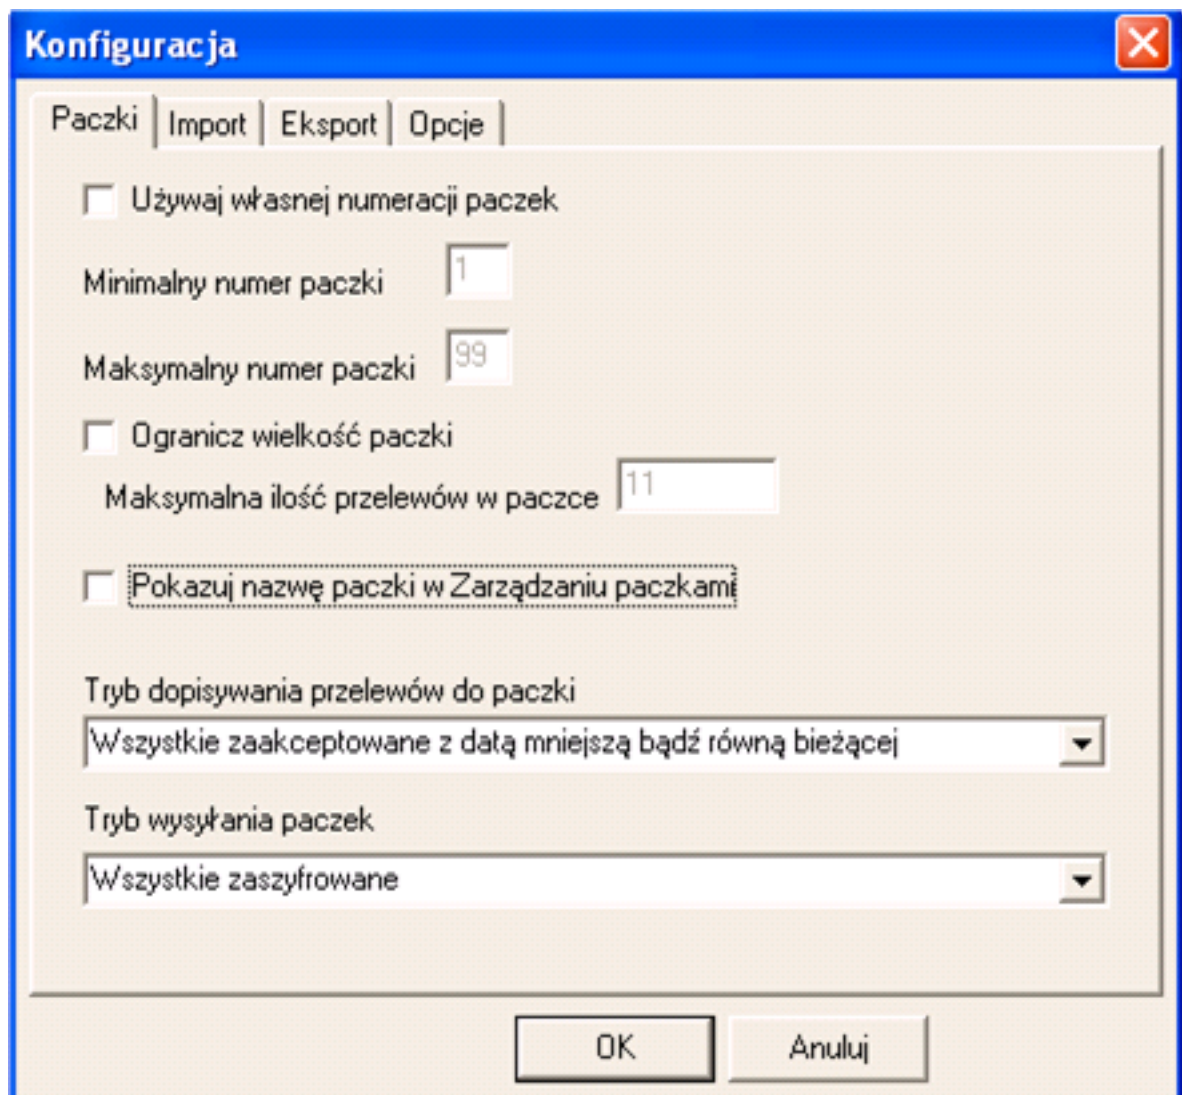 Konfiguracja
Paczki Import Eksport Opcje
Używaj własnej numeracji paczek
Minimalny numer paczki 1
Maksymalny numer paczki 99
Ogranicz wielkość paczki
Maksymalna ilość przelewów w paczce 11
Pokazuj nazwę paczki w Zarządzaniu paczkami
Tryb dopisywania przelewów do paczki
Wszystkie zaakceptowane z datą mniejszą bądź równą bieżącej
Tryb wysyłania paczek
Wszystkie zaszyfrowane
OK Anuluj